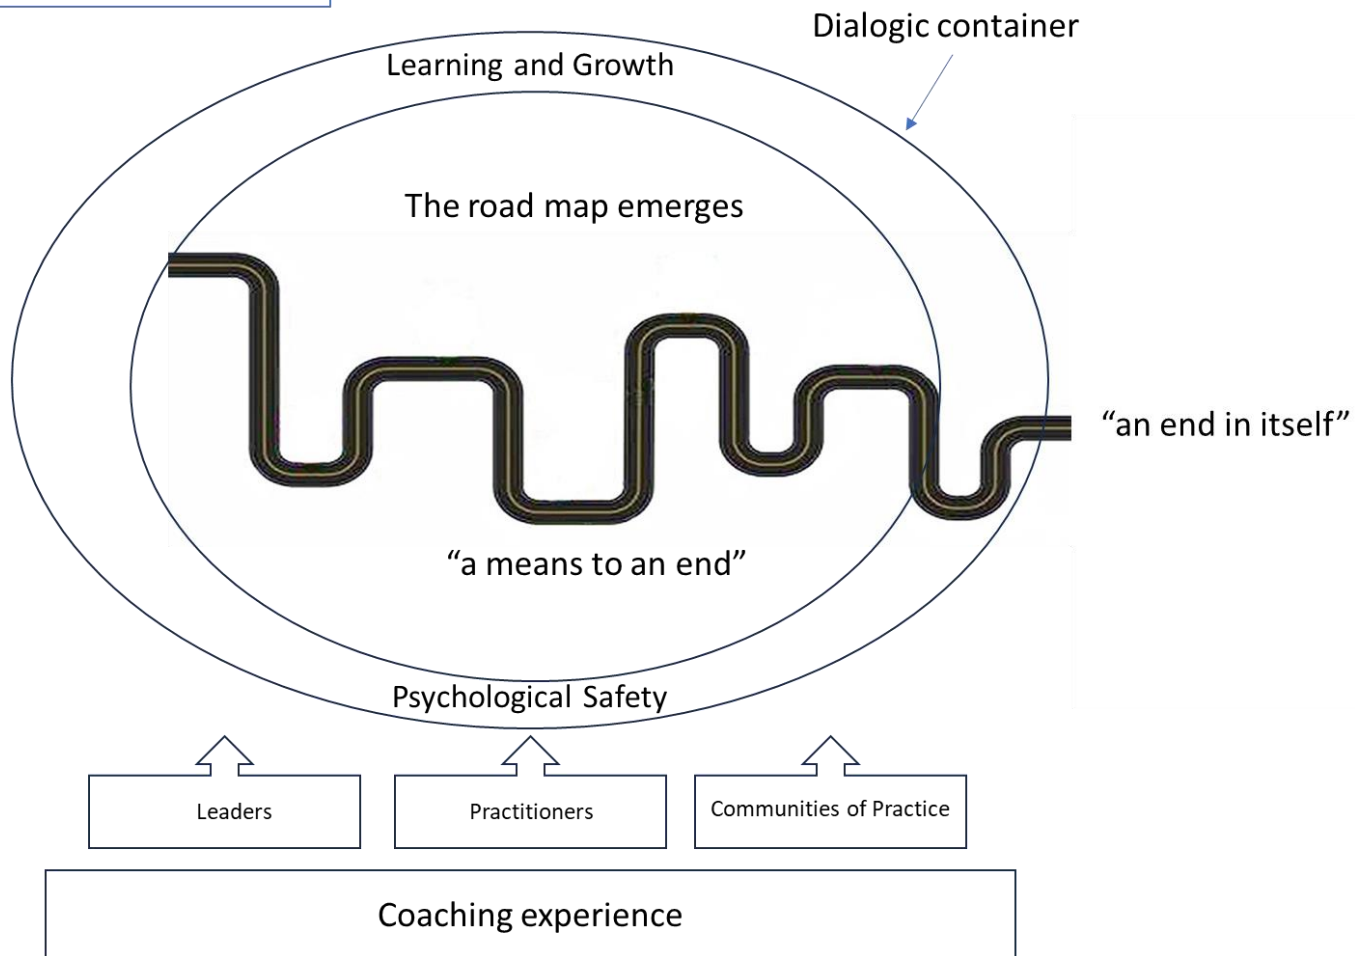 Dialogic container
Learning and Growth
The road map emerges
“an end in itself”
“a means to an end”
Psychological Safety
Leaders
Practitioners
Communities of Practice
Coaching experience